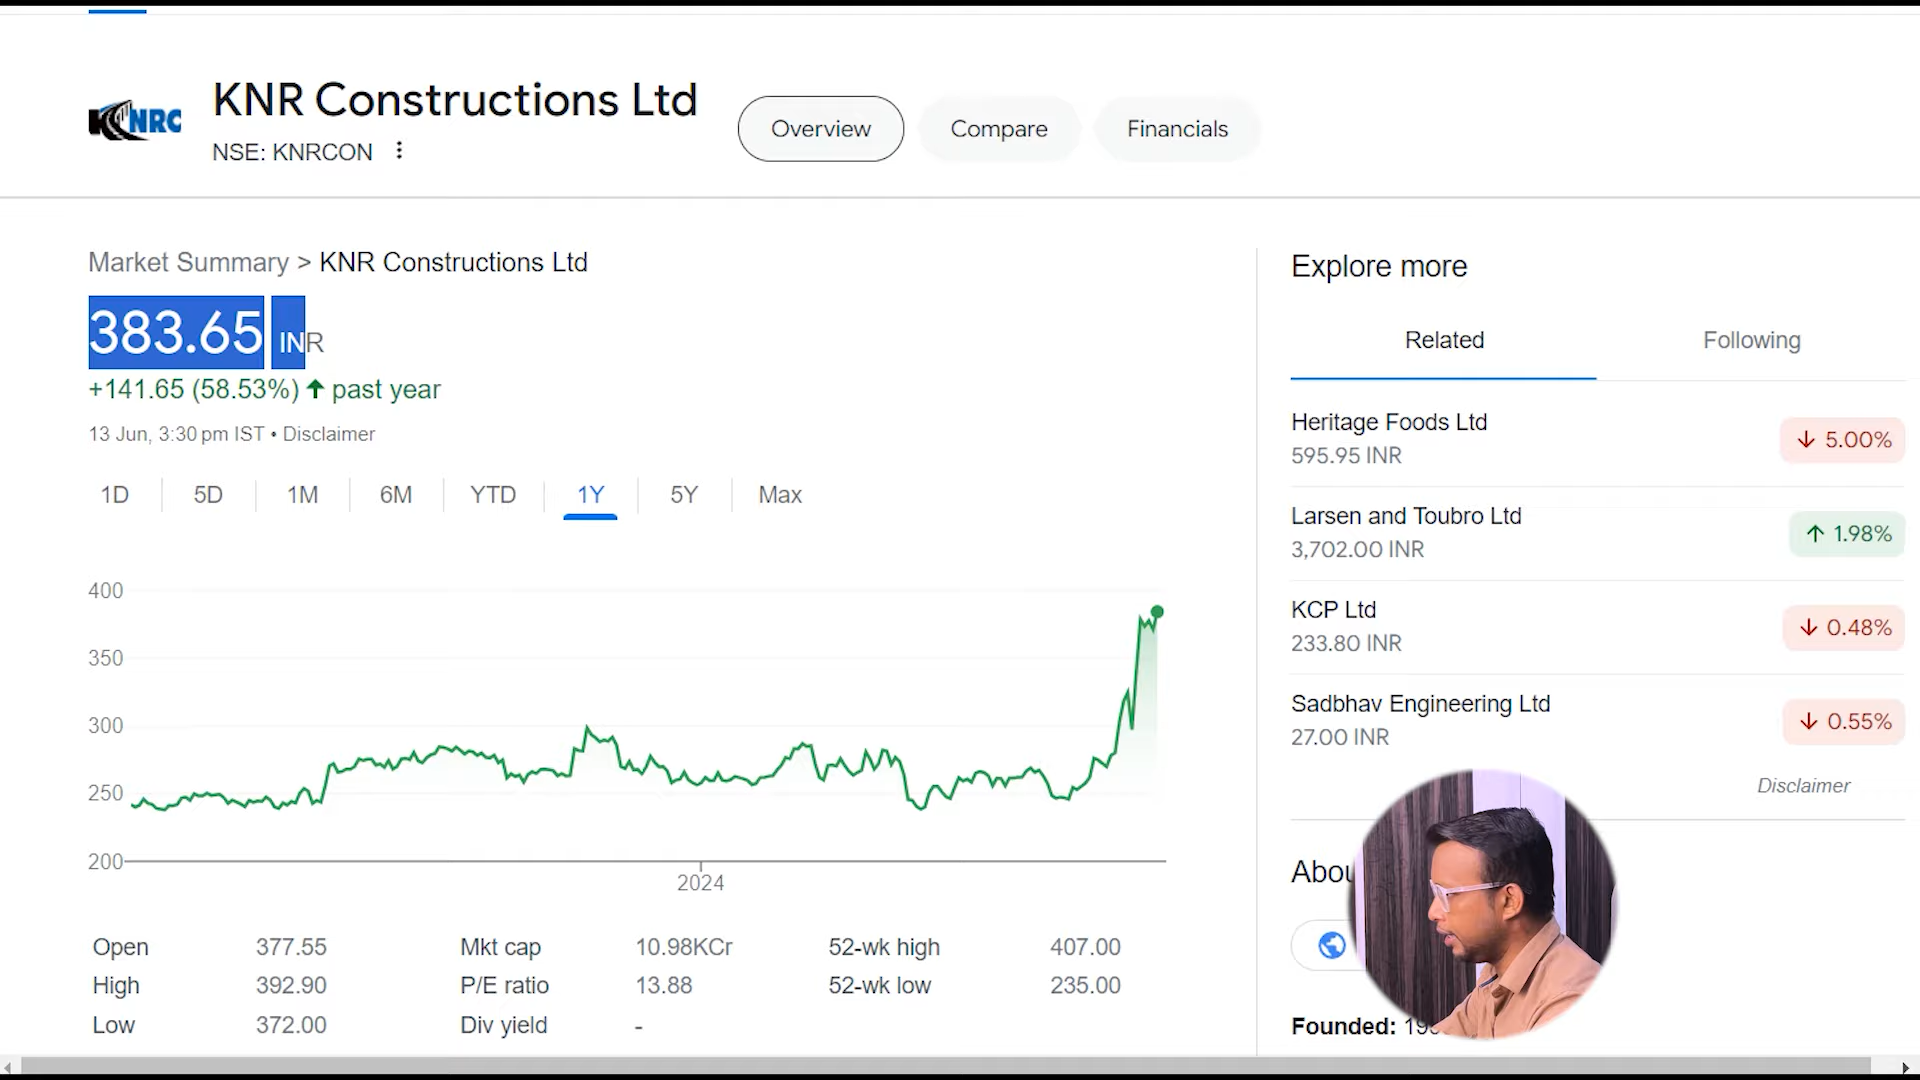 KNRC
KNR Constructions Ltd
NSE: KNRCON
Overview
Compare
Financials
Market Summary > KNR Constructions Ltd
383.65 INR
+141.65 (58.53%) ↑ past year
13 Jun, 3:30 pm IST • Disclaimer
1D 5D 1M 6M YTD 1Y 5Y Max
400
350
300
250
200
2024
Open 377.55 Mkt cap 10.98KCr 52-wk high 407.00
High 392.90 P/E ratio 13.88 52-wk low 235.00
Low 372.00 Div yield -
Explore more
Related Following
Heritage Foods Ltd
595.95 INR
↓ 5.00%
Larsen and Toubro Ltd
3,702.00 INR
↑ 1.98%
KCP Ltd
233.80 INR
↓ 0.48%
Sadbhav Engineering Ltd
27.00 INR
↓ 0.55%
Disclaimer
Founded: